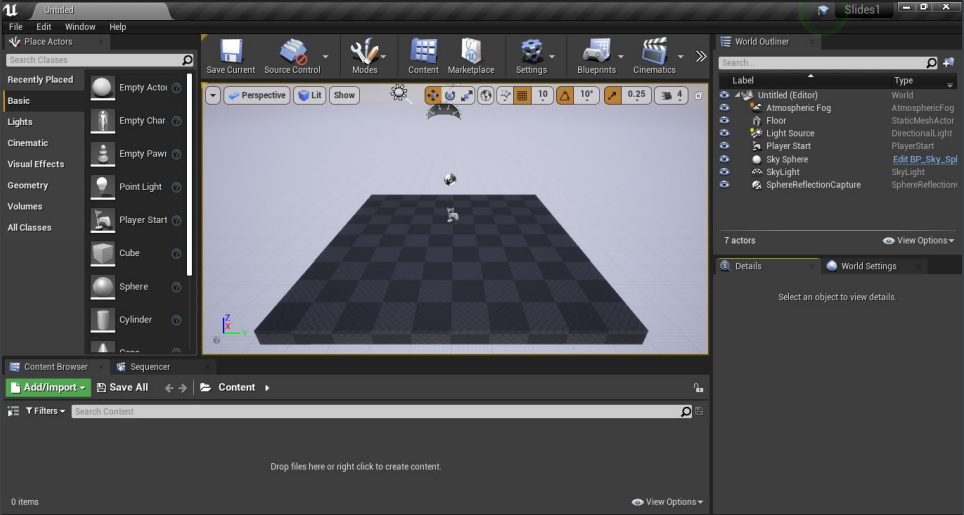 Untitled
Slides1
File Edit Window Help
Place Actors
Search Classes
Recently Placed
Basic
Lights
Cinematic
Visual Effects
Geometry
Volumes
All Classes
Empty Actor
Empty Char
Empty Pawn
Point Light
Player Start
Cube
Sphere
Cylinder
Cone
Save Current Source Control Modes Content Marketplace Settings Blueprints Cinematics
Perspective Lit Show 10 10° 0.25 4
Z
X
Y
World Outliner
Search...
Label Type
Untitled (Editor) World
Atmospheric Fog AtmosphericFog
Floor StaticMeshActor
Light Source DirectionalLight
Player Start PlayerStart
Sky Sphere Edit BP_Sky_Spl
SkyLight SkyLight
SphereReflectionCapture SphereReflection
7 actors View Options
Details World Settings
Select an object to view details.
Content Browser Sequencer
Add/Import Save All Content
Filters Search Content
Drop files here or right click to create content.
0 items View Options